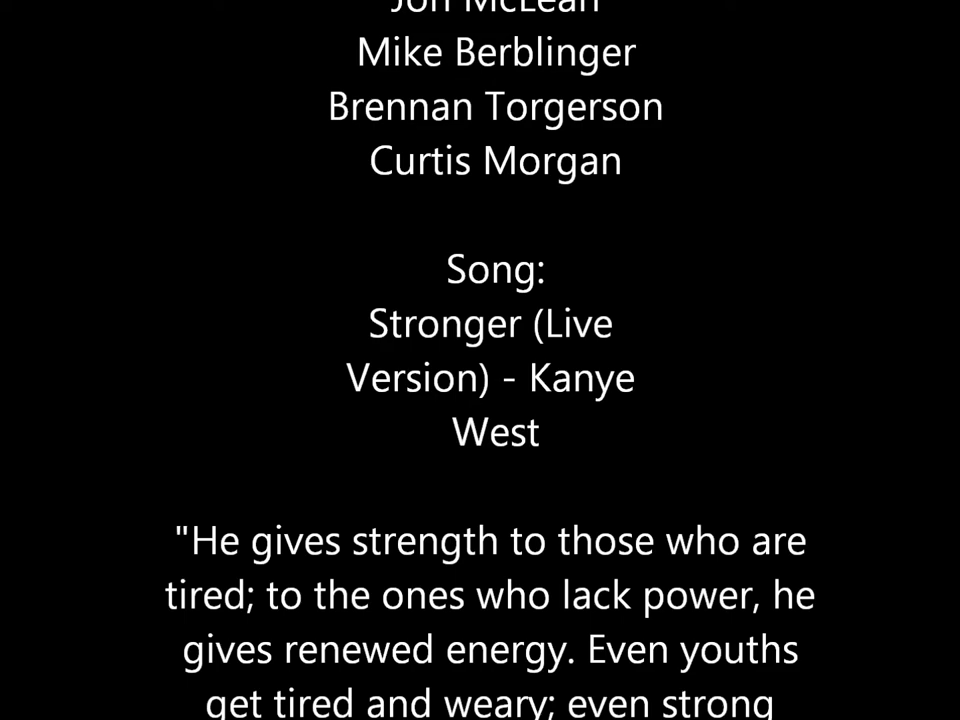 Jon McLean
Mike Berblinger
Brennan Torgerson
Curtis Morgan
Song:
Stronger (Live
Version) - Kanye
West
"He gives strength to those who are
tired; to the ones who lack power, he
gives renewed energy. Even youths
get tired and weary; even strong